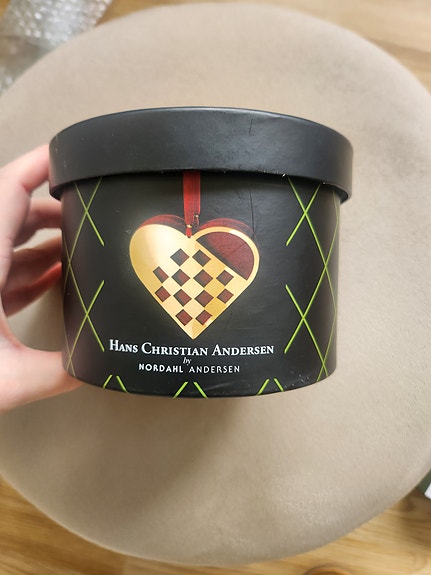 Hans Christian Andersen
by
NORDAHL ANDERSEN